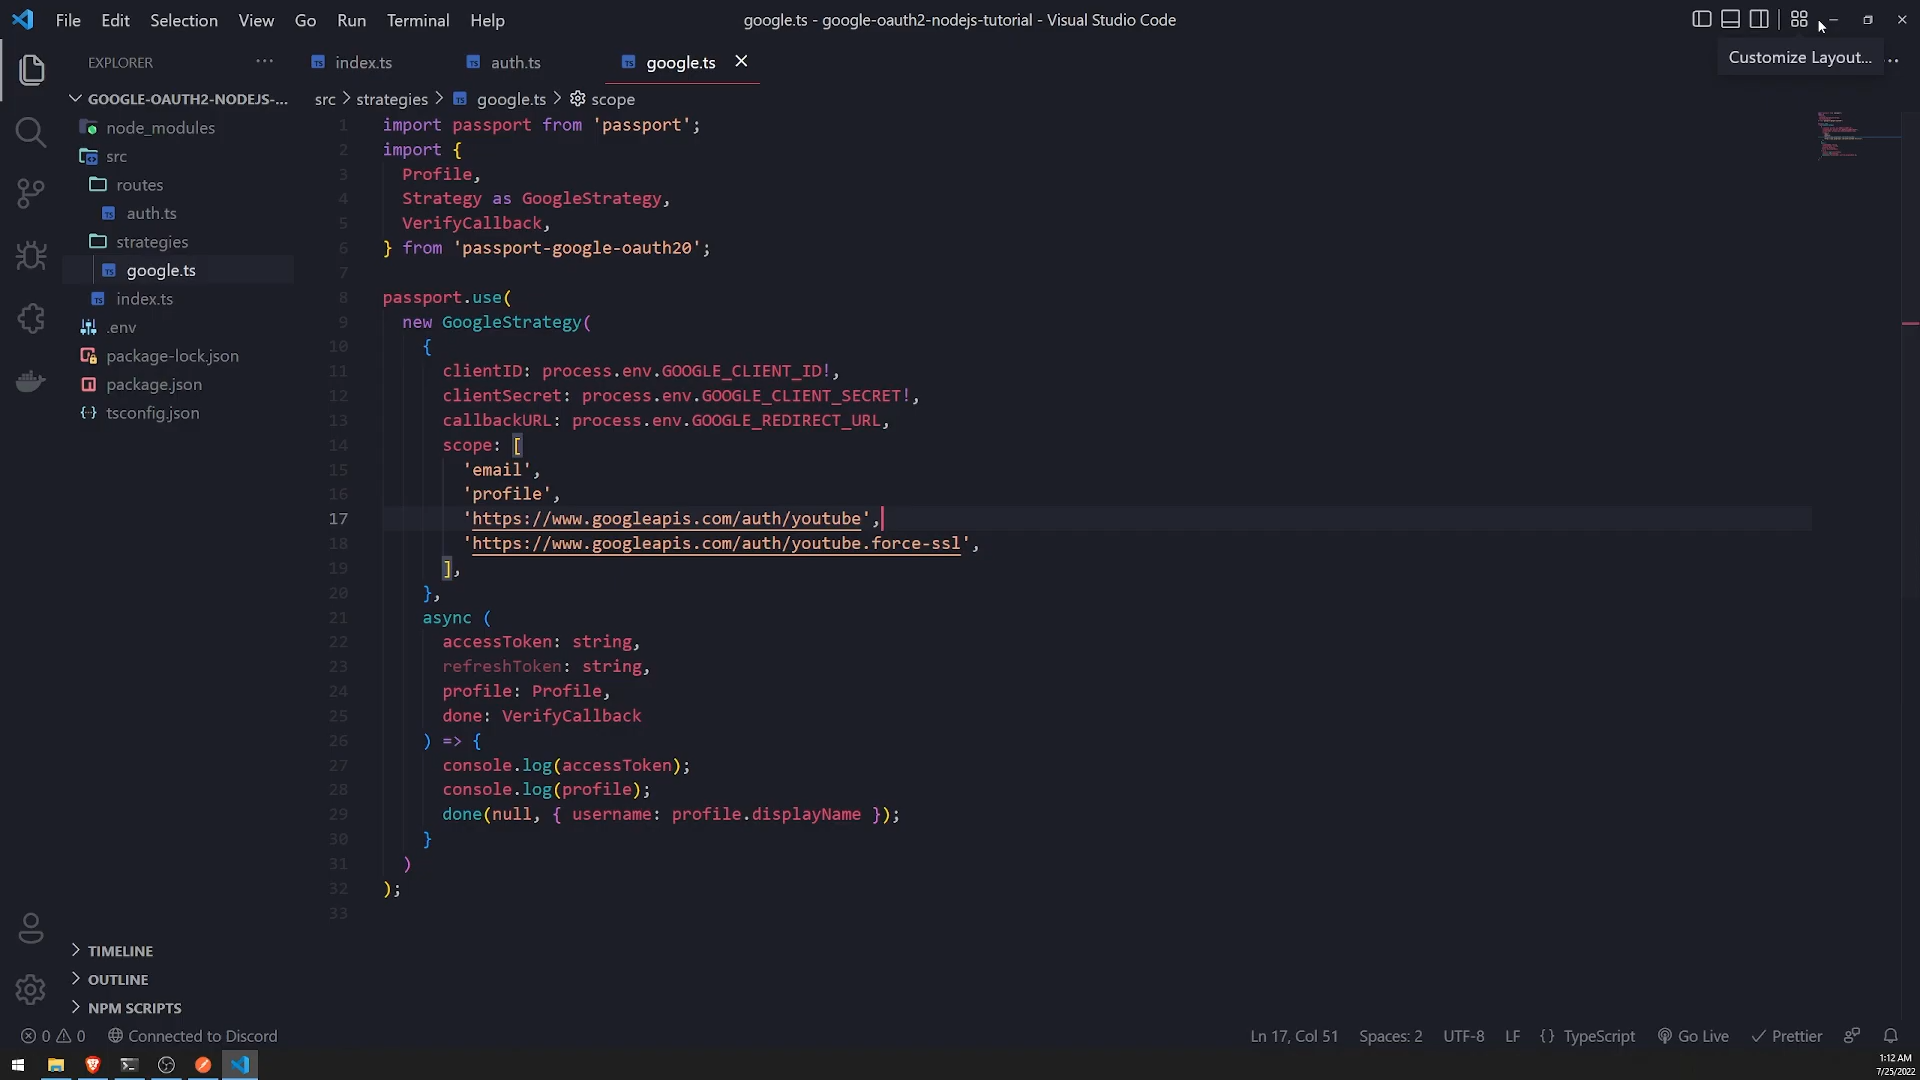 File Edit Selection View Go Run Terminal Help
google.ts - google-oauth2-nodejs-tutorial - Visual Studio Code
Customize Layout...
EXPLORER
GOOGLE-OAUTH2-NODEJS-...
node_modules
src
routes
auth.ts
strategies
google.ts
index.ts
.env
package-lock.json
package.json
tsconfig.json
TIMELINE
OUTLINE
NPM SCRIPTS
index.ts auth.ts google.ts
src > strategies > google.ts > scope
1 import passport from 'passport';
2 import {
3 Profile,
4 Strategy as GoogleStrategy,
5 VerifyCallback,
6 } from 'passport-google-oauth20';
7
8 passport.use(
9 new GoogleStrategy(
10 {
11 clientID: process.env.GOOGLE_CLIENT_ID!,
12 clientSecret: process.env.GOOGLE_CLIENT_SECRET!,
13 callbackURL: process.env.GOOGLE_REDIRECT_URL,
14 scope: [
15 'email',
16 'profile',
17 'https://www.googleapis.com/auth/youtube',
18 'https://www.googleapis.com/auth/youtube.force-ssl',
19 ],
20 },
21 async (
22 accessToken: string,
23 refreshToken: string,
24 profile: Profile,
25 done: VerifyCallback
26 ) => {
27 console.log(accessToken);
28 console.log(profile);
29 done(null, { username: profile.displayName });
30 }
31 )
32 );
33
0 0 Connected to Discord
Ln 17, Col 51 Spaces: 2 UTF-8 LF {} TypeScript Go Live Prettier
1:12 AM
7/25/2022